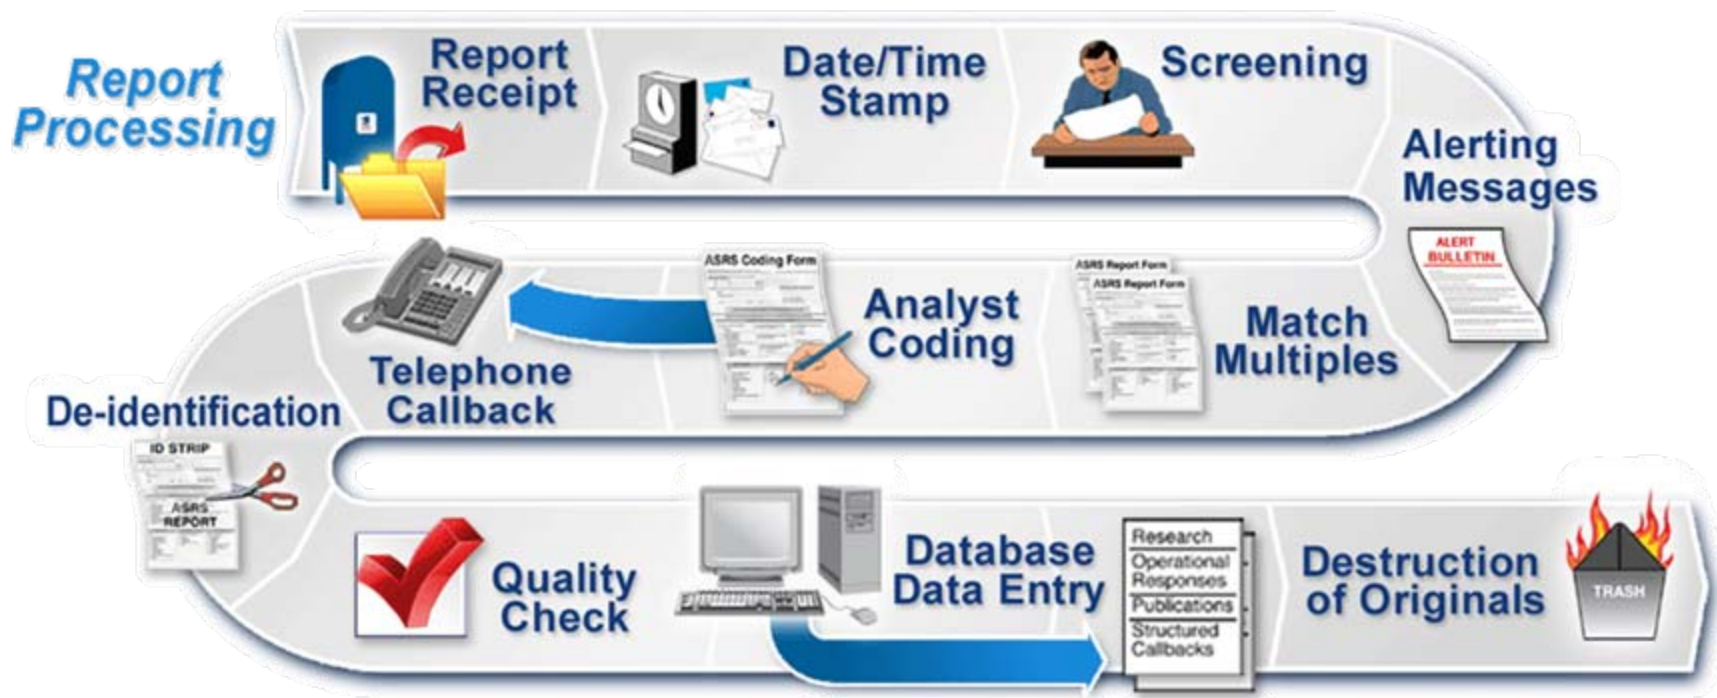 Report
Processing
Report
Receipt
Date/Time
Stamp
Screening
Alerting
Messages
ALERT
BULLETIN
ASRS Report Form
ASRS Report Form
Match
Multiples
ASRS Coding Form
Analyst
Coding
Telephone
Callback
De-identification
ID STRIP
ASRS
REPORT
Quality
Check
Database
Data Entry
Research
Operational
Responses
Publications
Structured
Callbacks
Destruction
of Originals
TRASH